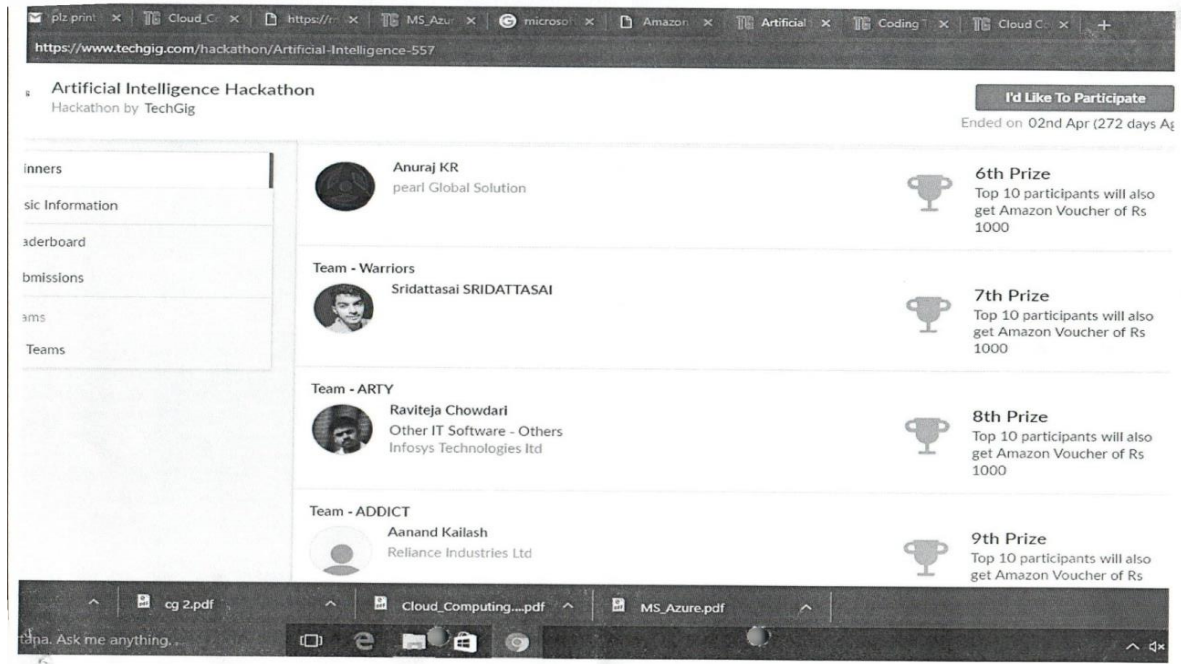 plz print
Cloud_Cc
https://m
MS_Azur
microsof
Amazon
Artificial
Coding T
Cloud Co
https://www.techgig.com/hackathon/Artificial-Intelligence-557
Artificial Intelligence Hackathon
Hackathon by TechGig
I'd Like To Participate
Ended on 02nd Apr (272 days Ag
inners
sic Information
aderboard
bmissions
ams
Teams
Anuraj KR
pearl Global Solution
6th Prize
Top 10 participants will also
get Amazon Voucher of Rs
1000
Team - Warriors
Sridattasai SRIDATTASAI
7th Prize
Top 10 participants will also
get Amazon Voucher of Rs
1000
Team - ARTY
Raviteja Chowdari
Other IT Software - Others
Infosys Technologies ltd
8th Prize
Top 10 participants will also
get Amazon Voucher of Rs
1000
Team - ADDICT
Aanand Kailash
Reliance Industries Ltd
9th Prize
Top 10 participants will also
get Amazon Voucher of Rs
cg 2.pdf
Cloud_Computing....pdf
MS_Azure.pdf
tana. Ask me anything.